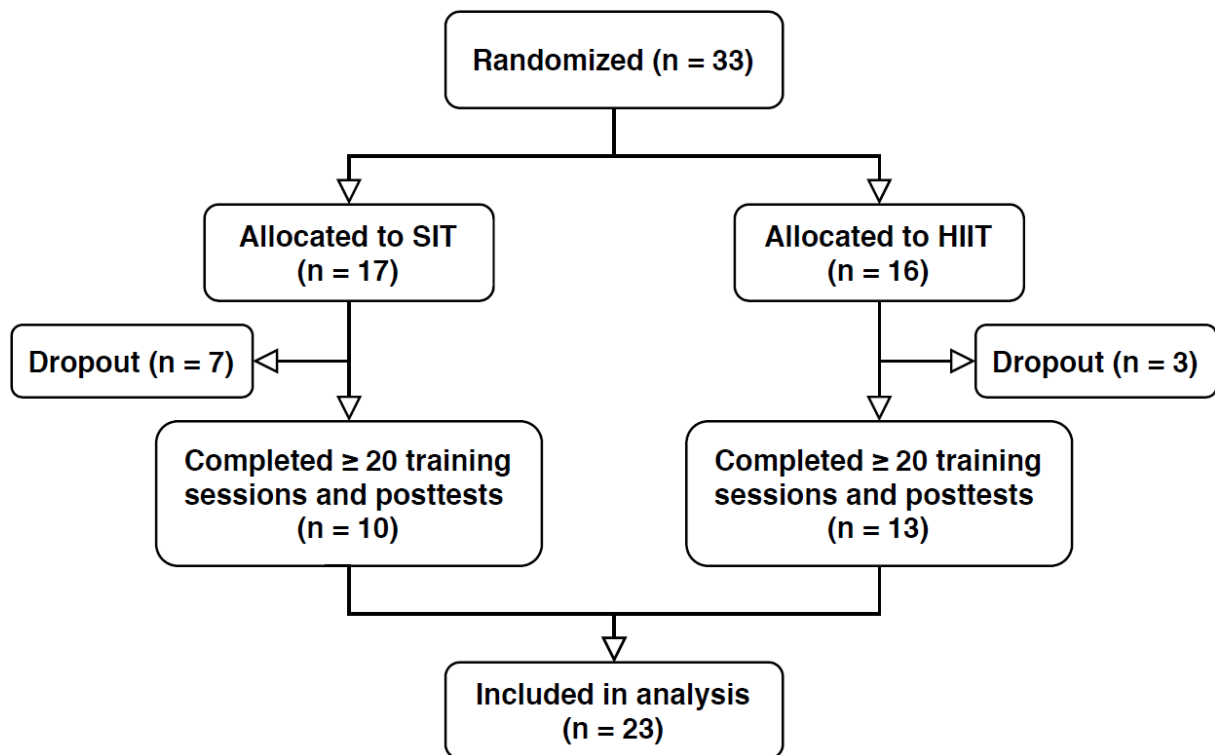 Randomized (n = 33)
Allocated to SIT
(n = 17)
Allocated to HIIT
(n = 16)
Dropout (n = 7)
Dropout (n = 3)
Completed ≥ 20 training
sessions and posttests
(n = 10)
Completed ≥ 20 training
sessions and posttests
(n = 13)
Included in analysis
(n = 23)